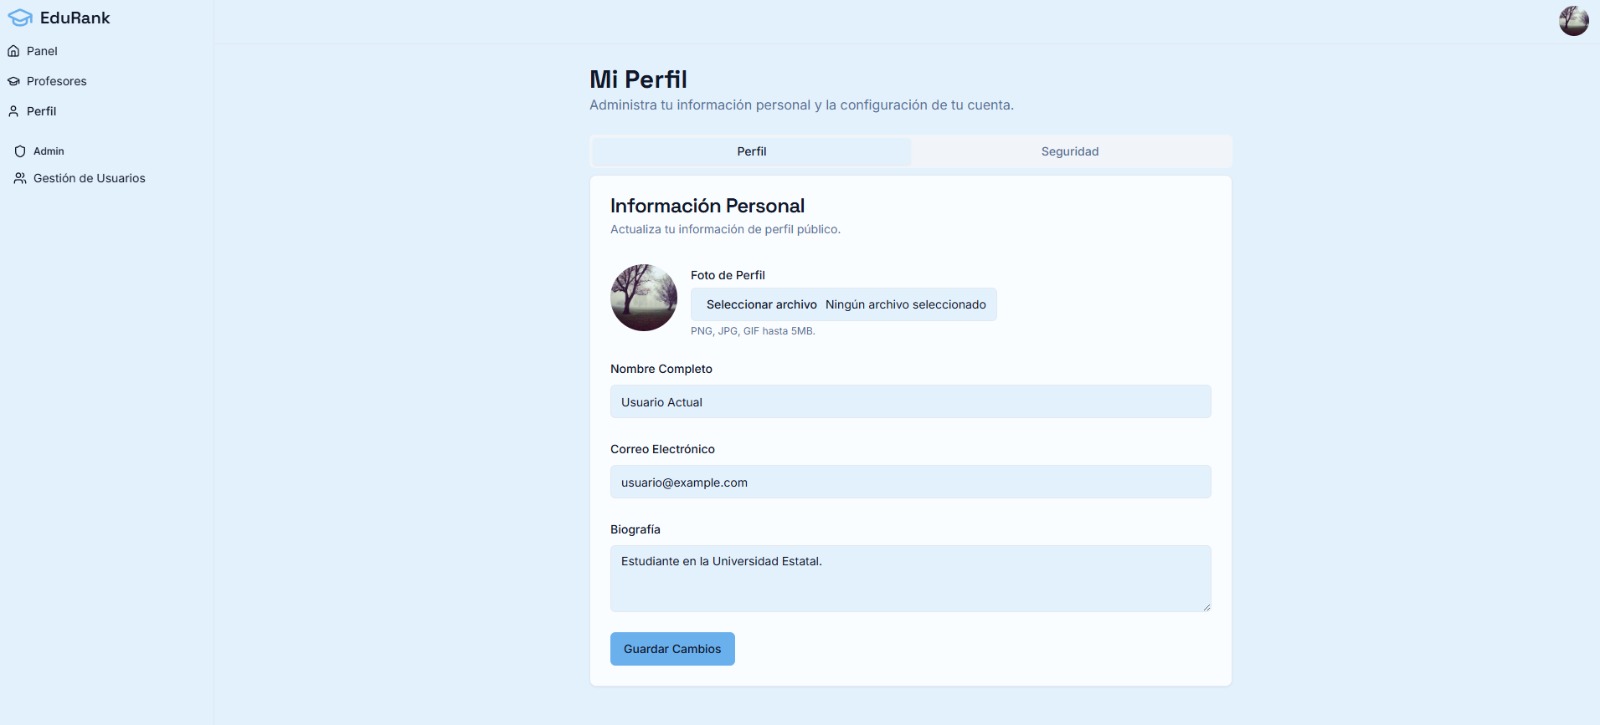 EduRank
Panel
Profesores
Perfil
Admin
Gestión de Usuarios
Mi Perfil
Administra tu información personal y la configuración de tu cuenta.
Perfil
Seguridad
Información Personal
Actualiza tu información de perfil público.
Foto de Perfil
Seleccionar archivo Ningún archivo seleccionado
PNG, JPG, GIF hasta 5MB.
Nombre Completo
Usuario Actual
Correo Electrónico
usuario@example.com
Biografía
Estudiante en la Universidad Estatal.
Guardar Cambios